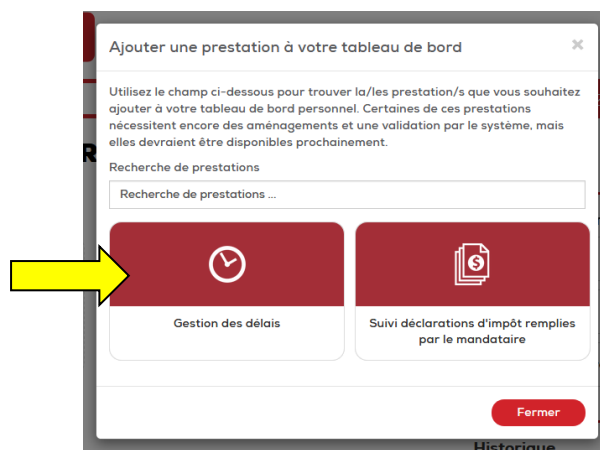 Ajouter une prestation à votre tableau de bord
×
Utilisez le champ ci-dessous pour trouver la/les prestation/s que vous souhaitez
ajouter à votre tableau de bord personnel. Certaines de ces prestations
nécessitent encore des aménagements et une validation par le système, mais
elles devraient être disponibles prochainement.
R
Recherche de prestations
Recherche de prestations ...
Gestion des délais
Suivi déclarations d'impôt remplies
par le mandataire
Fermer
Historique